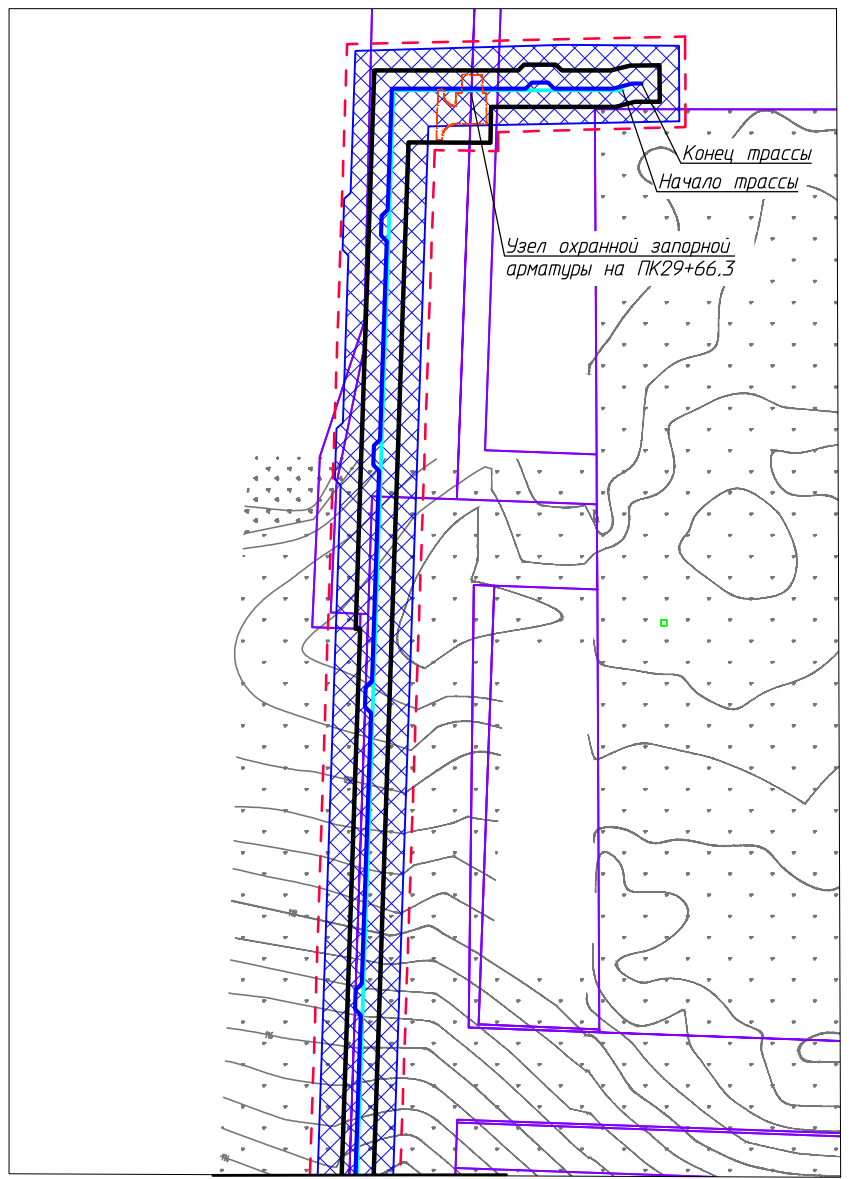 Конец трассы
Начало трассы
Узел охранной запорной
арматуры на ПК29+66,3